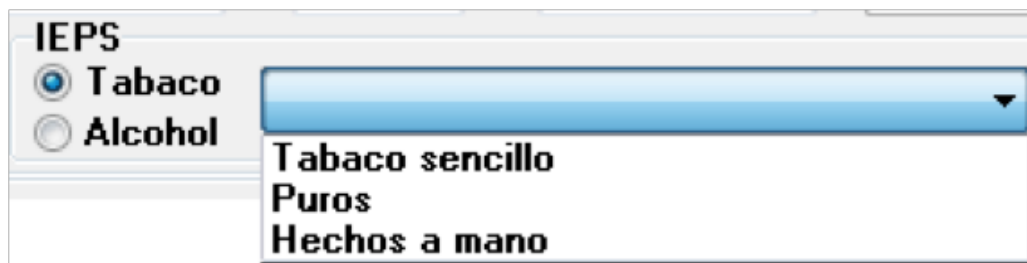 IEPS
Tabaco
Alcohol
Tabaco sencillo
Puros
Hechos a mano